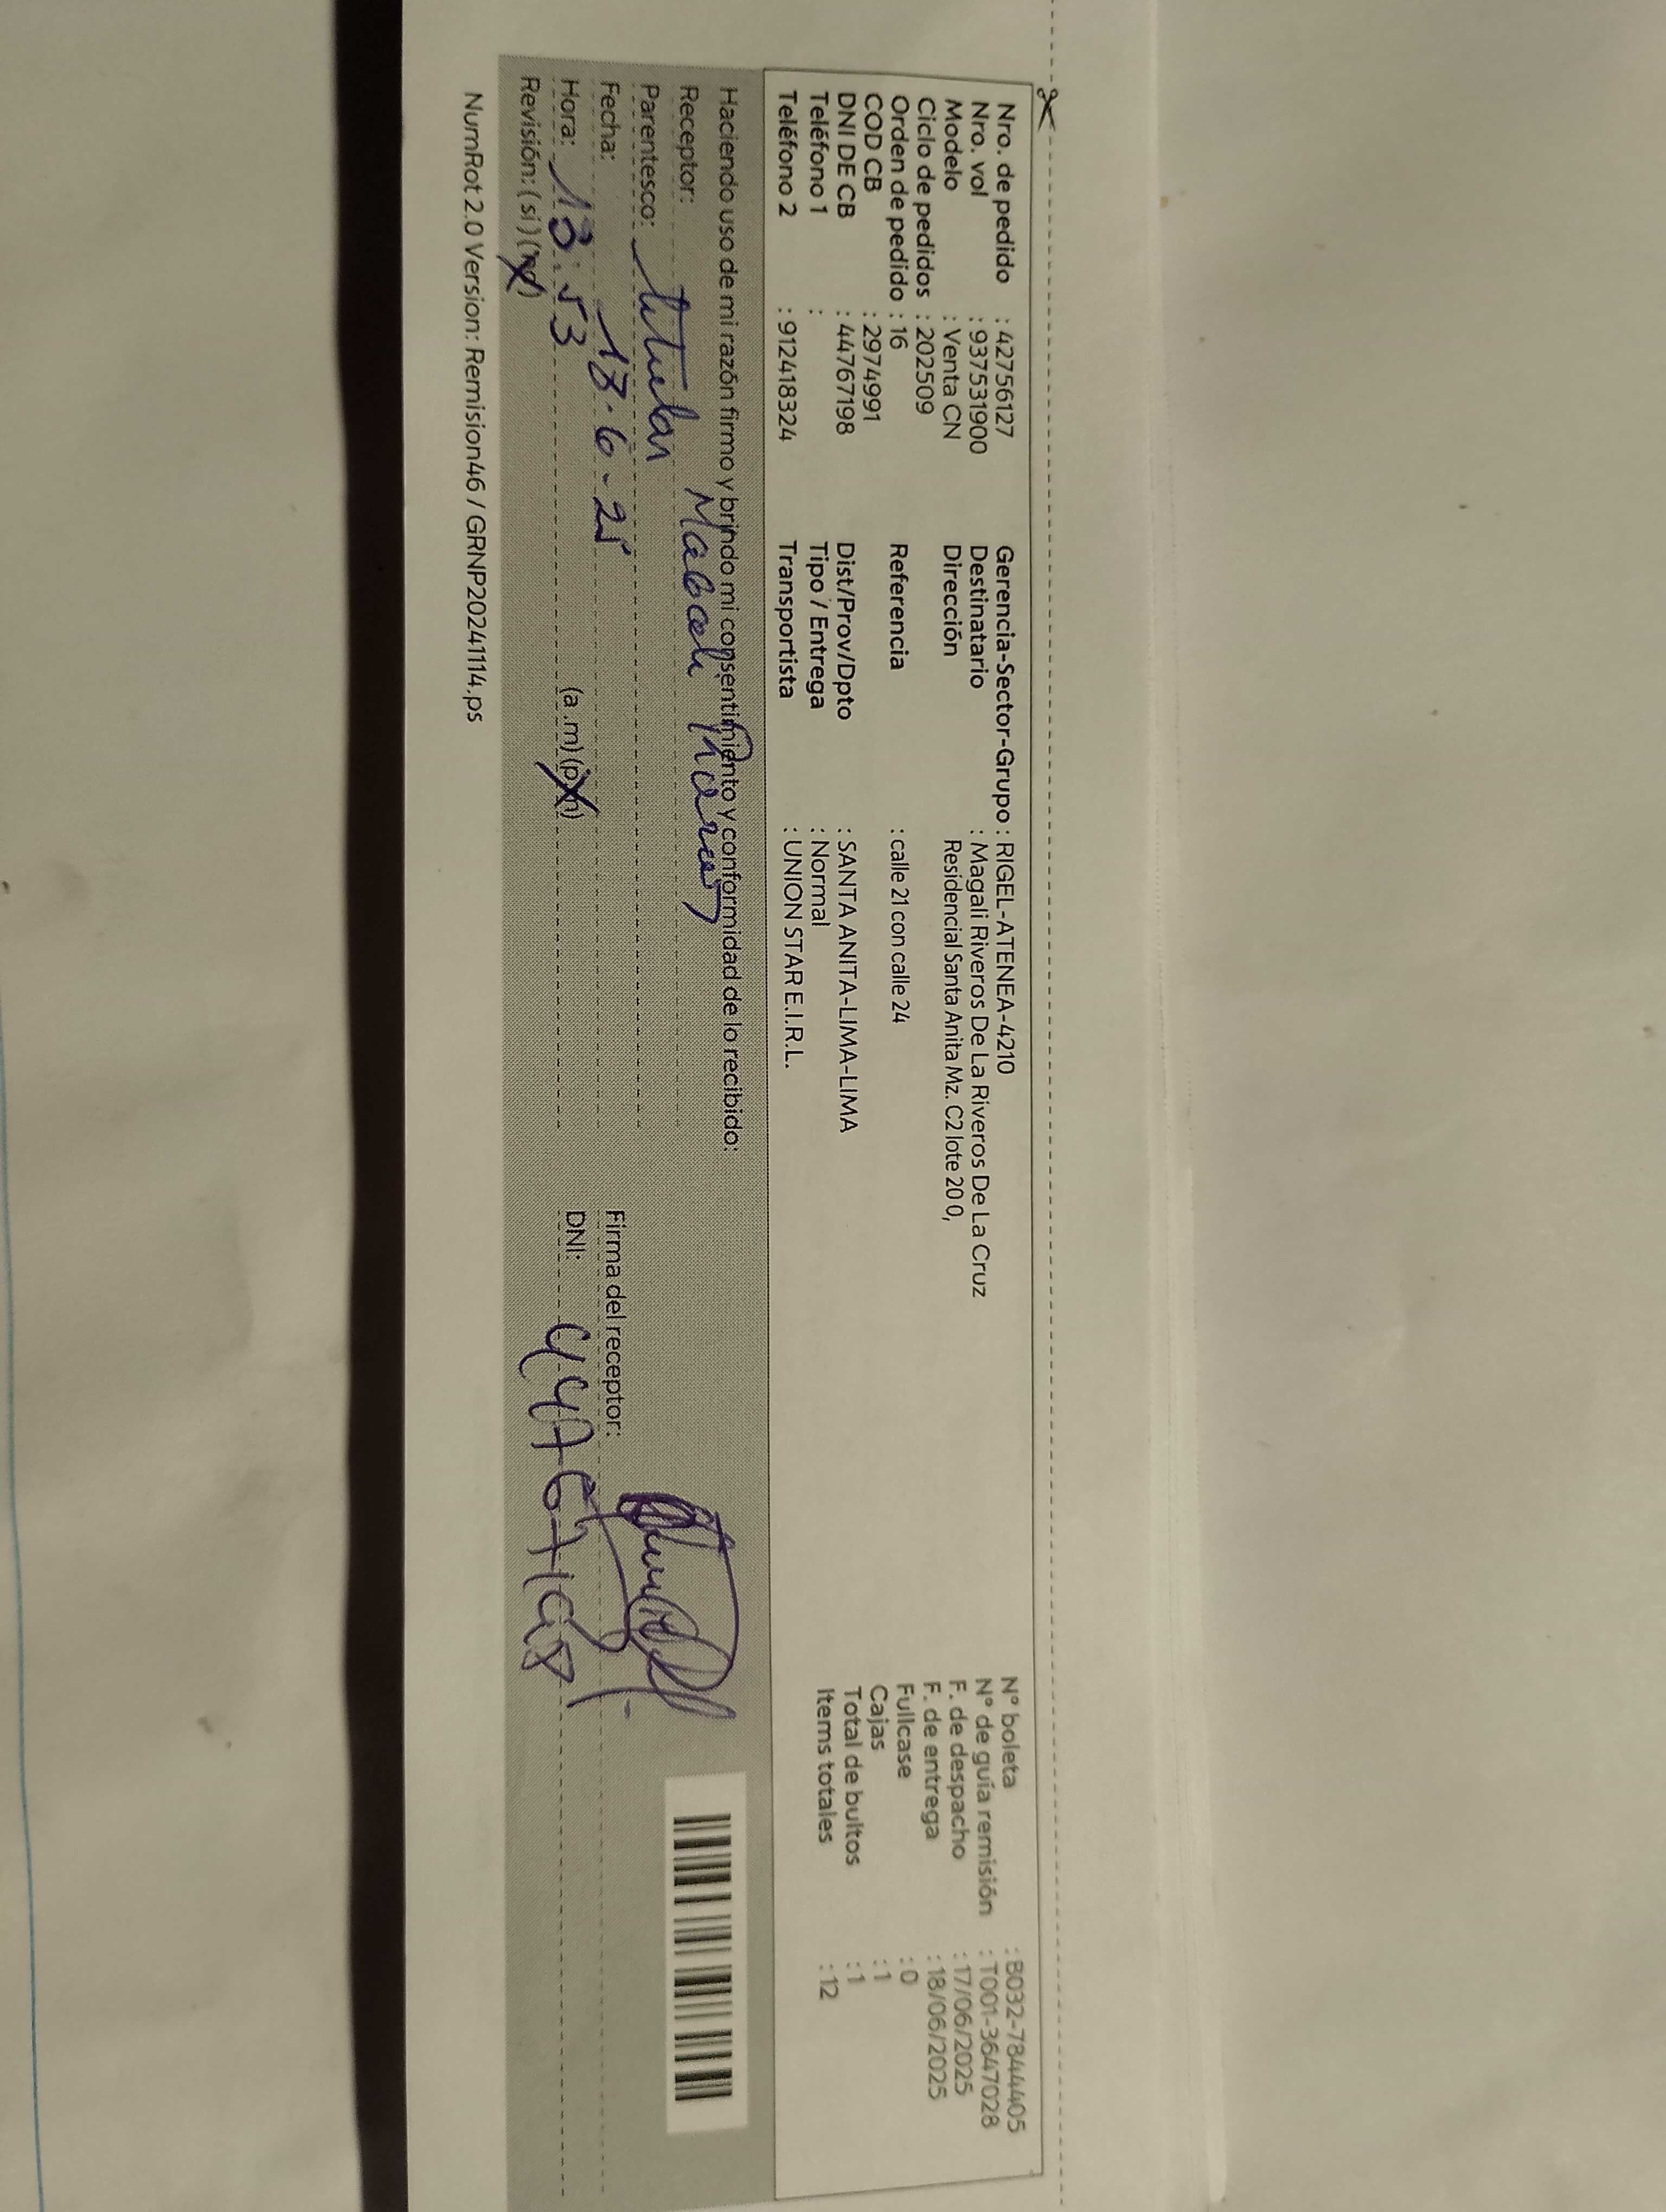 Nro. de pedido : 42756127 Gerencia-Sector-Grupo : RIGEL-ATENEA-4210 N° boleta : B032-7844405
Nro. vol : 937531900 Destinatario : Magali Riveros De La Riveros De La Cruz N° de guía remisión : T001-3647028
Modelo : Venta CN Dirección Residencial Santa Anita Mz. C2 lote 20 0, F. de despacho : 17/06/2025
Ciclo de pedidos : 202509 F. de entrega : 18/06/2025
Orden de pedido : 16 Referencia : calle 21 con calle 24 Fullcase : 0
COD CB : 2974991 Cajas : 1
DNI DE CB : 44767198 Dist/Prov/Dpto : SANTA ANITA-LIMA-LIMA Total de bultos : 1
Teléfono 1 : Tipo / Entrega : Normal Items totales : 12
Teléfono 2 : 912418324 Transportista : UNION STAR E.I.R.L.
Haciendo uso de mi razón firmo y brindo mi consentimiento y conformidad de lo recibido:
Receptor:
Parentesco: titular
Fecha: 18-6-25 Firma del receptor:
Hora: 13:53 (a.m) (p.m) DNI: 44767198
Revisión: (si) (no)
NumRot 2.0 Version: Remision46 / GRNP20241114.ps